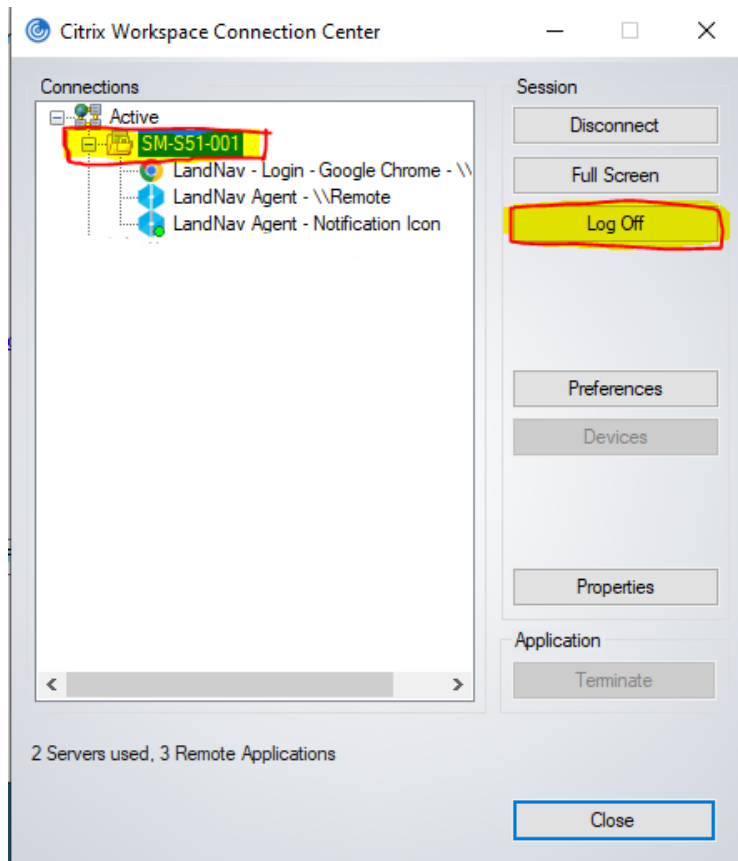 Citrix Workspace Connection Center
Connections
Active
SM-S51-001
LandNav - Login - Google Chrome - \\
LandNav Agent - \\Remote
LandNav Agent - Notification Icon
2 Servers used, 3 Remote Applications
Session
Disconnect
Full Screen
Log Off
Preferences
Devices
Properties
Application
Terminate
Close